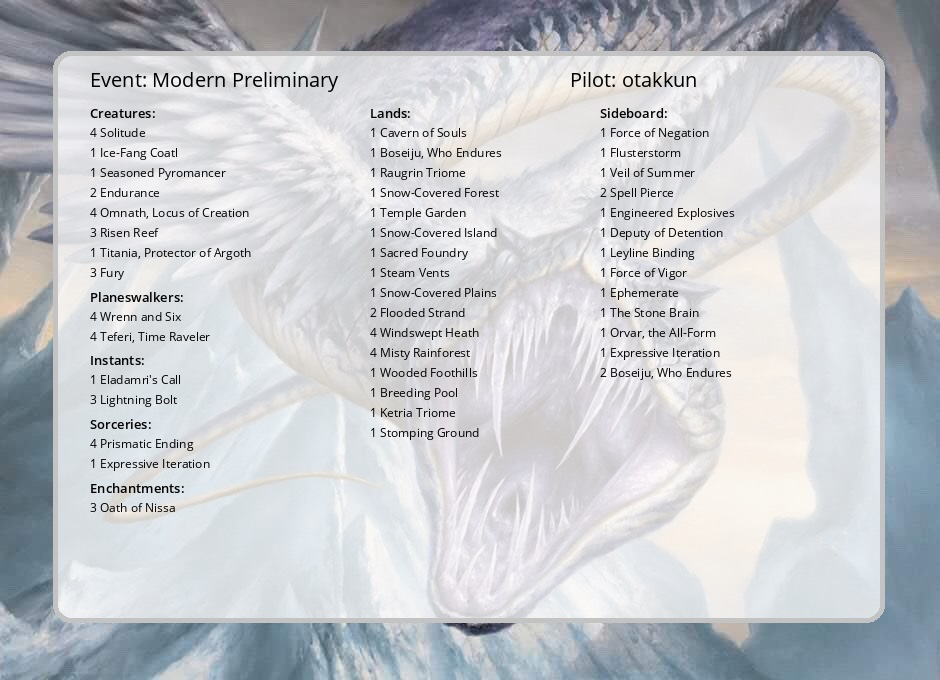 Event: Modern Preliminary
Pilot: otakkun
Creatures:
4 Solitude
1 Ice-Fang Coatl
1 Seasoned Pyromancer
2 Endurance
4 Omnath, Locus of Creation
3 Risen Reef
1 Titania, Protector of Argoth
3 Fury
Planeswalkers:
4 Wrenn and Six
4 Teferi, Time Raveler
Instants:
1 Eladamri's Call
3 Lightning Bolt
Sorceries:
4 Prismatic Ending
1 Expressive Iteration
Enchantments:
3 Oath of Nissa
Lands:
1 Cavern of Souls
1 Boseiju, Who Endures
1 Raugrin Triome
1 Snow-Covered Forest
1 Temple Garden
1 Snow-Covered Island
1 Sacred Foundry
1 Steam Vents
1 Snow-Covered Plains
2 Flooded Strand
4 Windswept Heath
4 Misty Rainforest
1 Wooded Foothills
1 Breeding Pool
1 Ketria Triome
1 Stomping Ground
Sideboard:
1 Force of Negation
1 Flusterstorm
1 Veil of Summer
2 Spell Pierce
1 Engineered Explosives
1 Deputy of Detention
1 Leyline Binding
1 Force of Vigor
1 Ephemerate
1 The Stone Brain
1 Orvar, the All-Form
1 Expressive Iteration
2 Boseiju, Who Endures